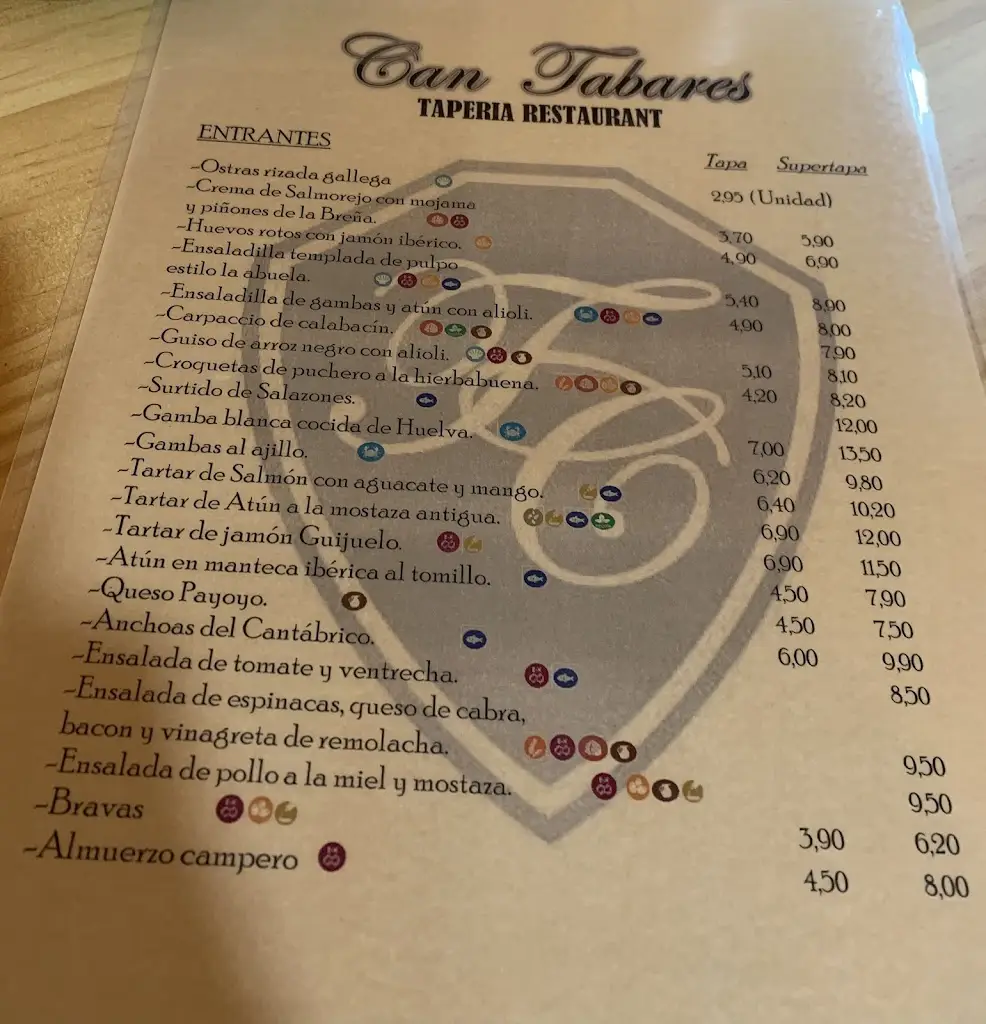 Can Tabares
TAPERIA RESTAURANT
ENTRANTES Tapa Supertapa
-Ostras rizada gallega 2,95 (Unidad)
-Crema de Salmorejo con mojama
y piñones de la Breña. 3,70 5,90
-Huevos rotos con jamón ibérico. 4,90 6,90
-Ensaladilla templada de pulpo
estilo la abuela. 5,40 8,90
-Ensaladilla de gambas y atún con alioli. 4,90 8,00
-Carpaccio de calabacín. 7,90
-Guiso de arroz negro con alioli. 5,10 8,10
-Croquetas de puchero a la hierbabuena. 4,20 8,20
-Surtido de Salazones. 12,00
-Gamba blanca cocida de Huelva. 7,00 13,50
-Gambas al ajillo. 6,20 9,80
-Tartar de Salmón con aguacate y mango. 6,40 10,20
-Tartar de Atún a la mostaza antigua. 6,90 12,00
-Tartar de jamón Guijuelo. 6,90 11,50
-Atún en manteca ibérica al tomillo. 4,50 7,90
-Queso Payoyo. 4,50 7,50
-Anchoas del Cantábrico. 6,00 9,90
-Ensalada de tomate y ventrecha. 8,50
-Ensalada de espinacas, queso de cabra,
bacon y vinagreta de remolacha. 9,50
-Ensalada de pollo a la miel y mostaza. 9,50
-Bravas 3,90 6,20
-Almuerzo campero 4,50 8,00